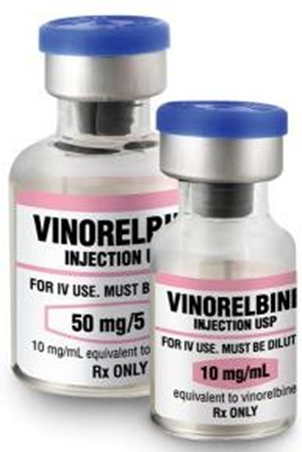 VINORELBI
INJECTION U
FOR IV USE. MUST B
50 mg/5
10 mg/mL equivalent to
Rx ONLY
VINORELBINE
INJECTION USP
FOR IV USE. MUST BE DILUT
10 mg/mL
equivalent to vinorelbine
Rx ONLY